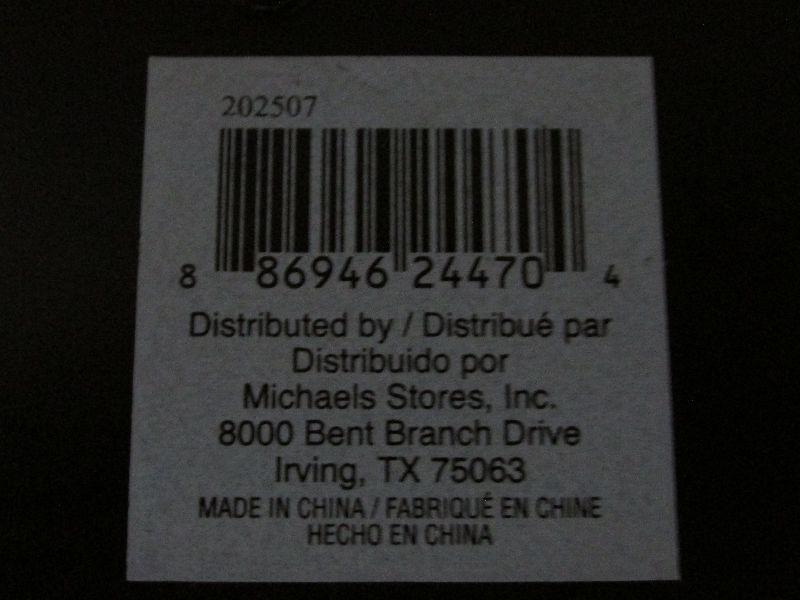 202507
8 86946 24470 4
Distributed by / Distribué par
Distribuido por
Michaels Stores, Inc.
8000 Bent Branch Drive
Irving, TX 75063
MADE IN CHINA / FABRIQUÉ EN CHINE
HECHO EN CHINA